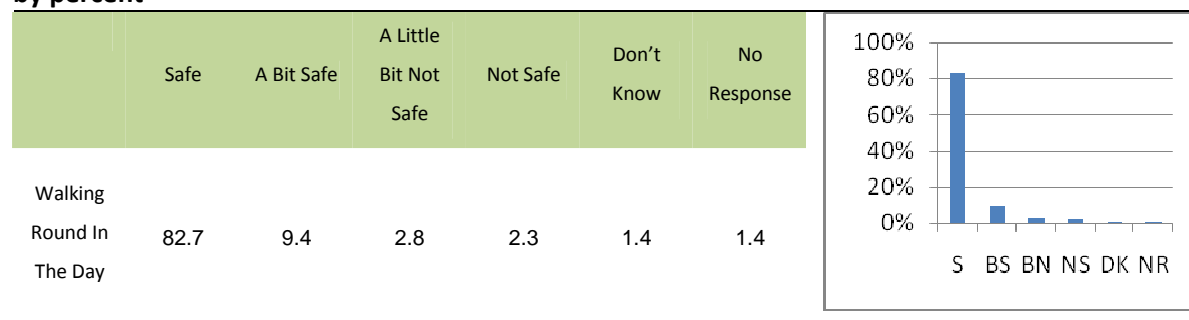 by percent
Safe
A Bit Safe
A Little
Bit Not
Safe
Not Safe
Don't
Know
No
Response
Walking
Round In
The Day
82.7
9.4
2.8
2.3
1.4
1.4
100%
80%
60%
40%
20%
0%
S BS BN NS DK NR